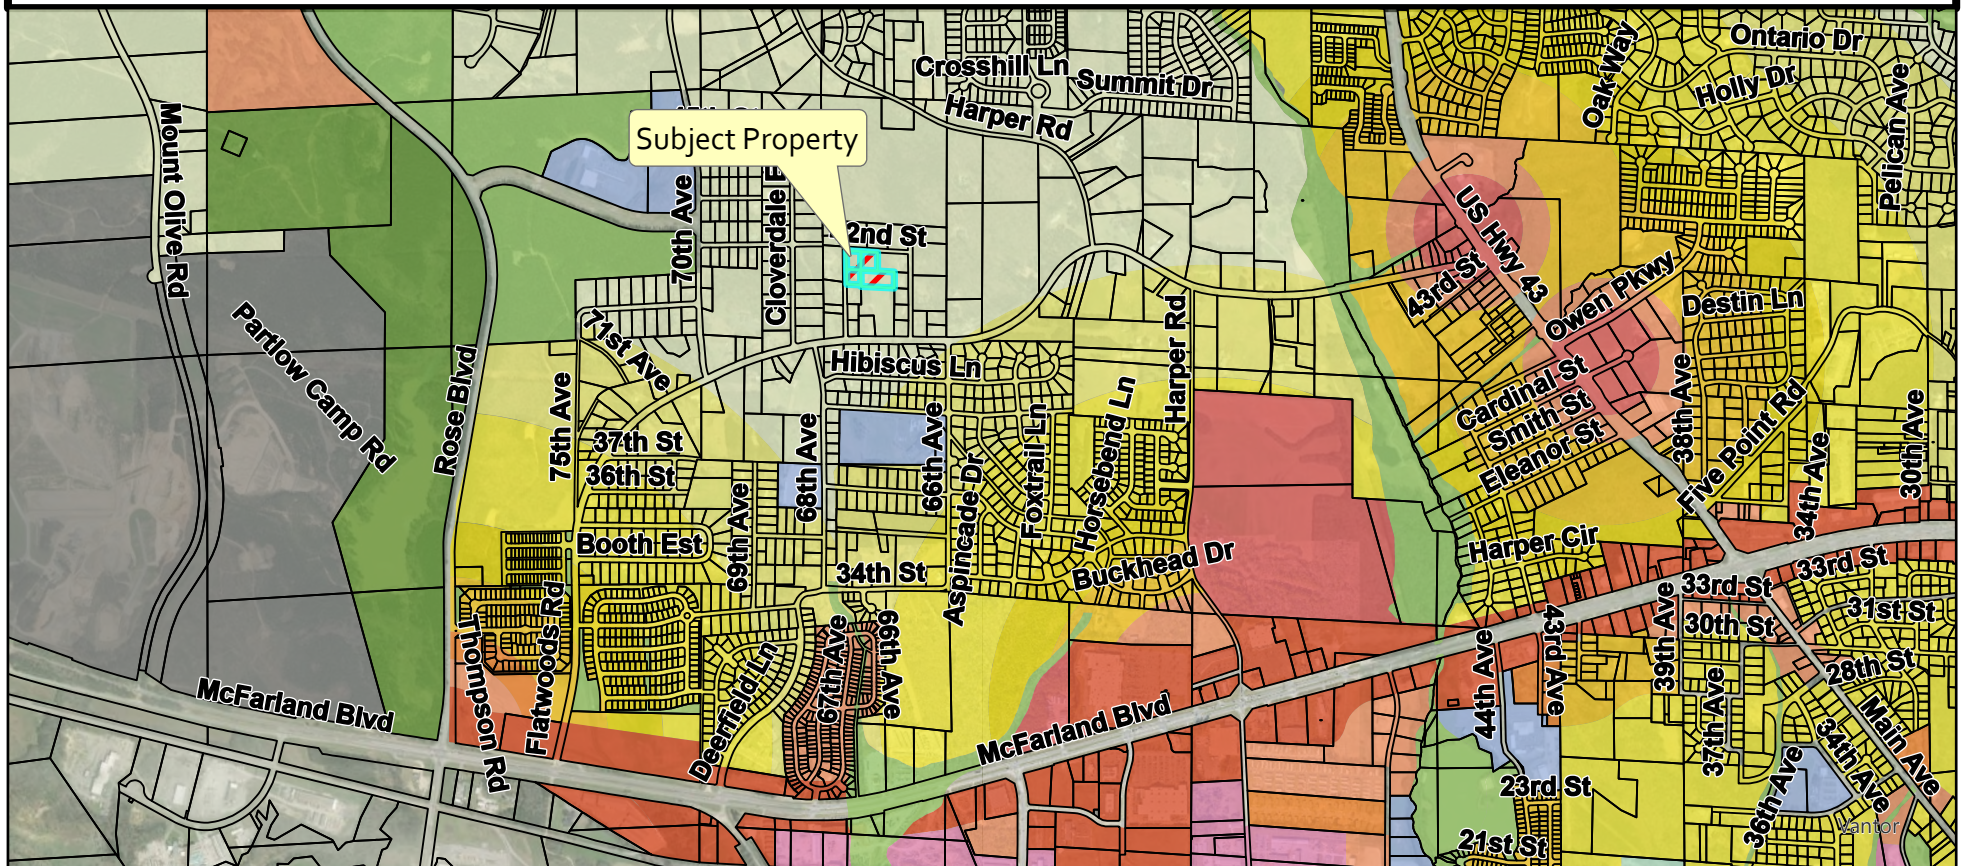 Ontario Dr
Oak Way
Crosshill Ln
Summit Dr
Holly Dr
Pelican Ave
Harper Rd
Mount Olive Rd
Subject Property
70th Ave
Cloverdale
2nd St
US Hwy 43
43rd St
Owen Pkwy
Destin Ln
Partlow Camp Rd
71st Ave
Hibiscus Ln
Harper Rd
Rose Blvd
75th Ave
Cardinal St
Smith St
Eleanor St
38th Ave
Five Point Rd
34th Ave
30th Ave
37th St
36th St
68th Ave
66th Ave
69th Ave
Aspincade Dr
Foxtrail Ln
Horsebend Ln
Booth Est
34th St
Buckhead Dr
Harper Cir
33rd St
33rd St
31st St
30th St
28th St
Thompson Rd
Flatwoods Rd
Deerfield Ln
67th Ave
66th Ave
McFarland Blvd
McFarland Blvd
44th Ave
43rd Ave
39th Ave
37th Ave
36th Ave
34th Ave
Main Ave
23rd St
21st St
Vantor